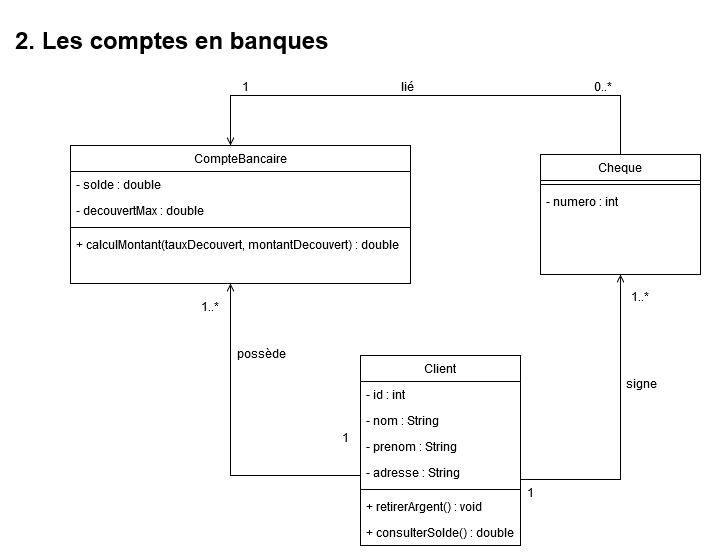 2. Les comptes en banques
1
lié
0..*
CompteBancaire
- solde : double
- decouvertMax : double
+ calculMontant(tauxDecouvert, montantDecouvert) : double
Cheque
- numero : int
1..*
possède
1
1..*
signe
1
Client
- id : int
- nom : String
- prenom : String
- adresse : String
+ retirerArgent() : void
+ consulterSolde() : double